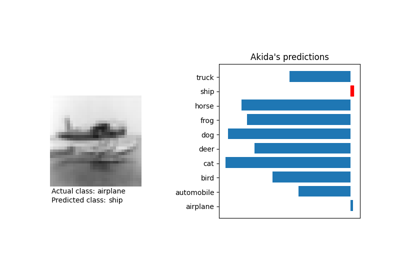 Akida's predictions
truck
ship
horse
frog
dog
deer
cat
bird
automobile
airplane
Actual class: airplane
Predicted class: ship